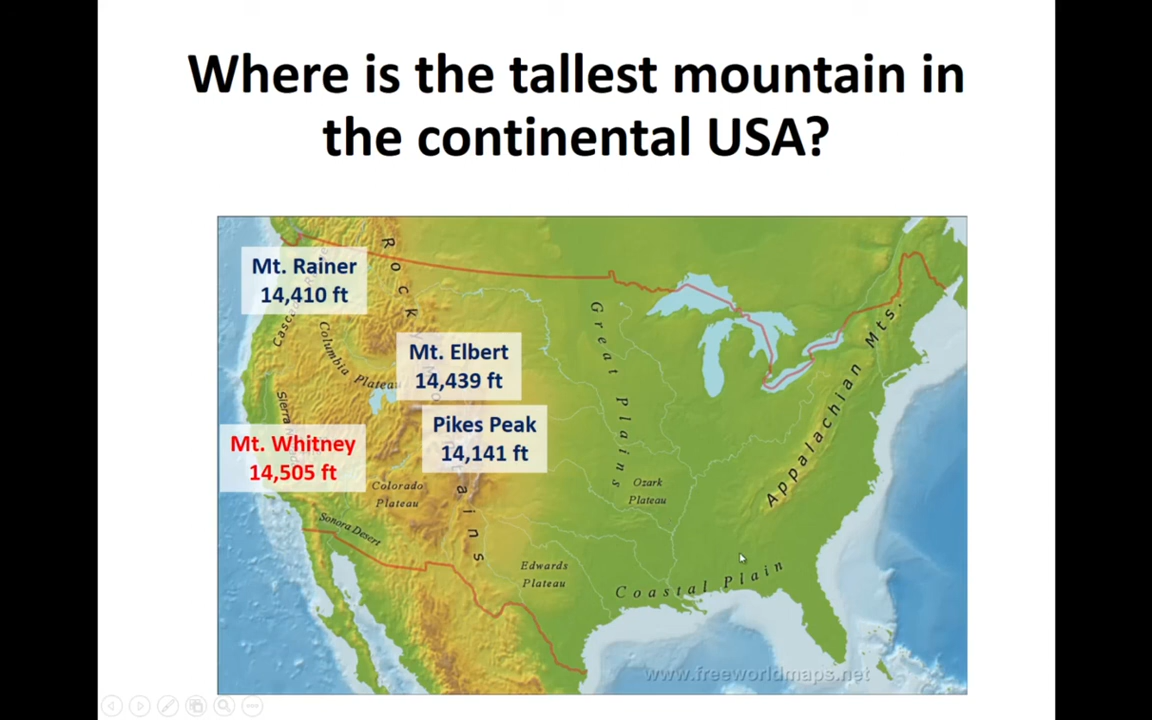 Where is the tallest mountain in
the continental USA?
Rocky Mountains
Mt. Rainer
14,410 ft
Columbia Plateau
Mt. Elbert
14,439 ft
Great Plains
Appalachian Mts.
Pikes Peak
14,141 ft
Mt. Whitney
14,505 ft
Colorado
Plateau
Ozark
Plateau
Sonora Desert
Edwards
Plateau
Coastal Plain
www.freeworldmaps.net